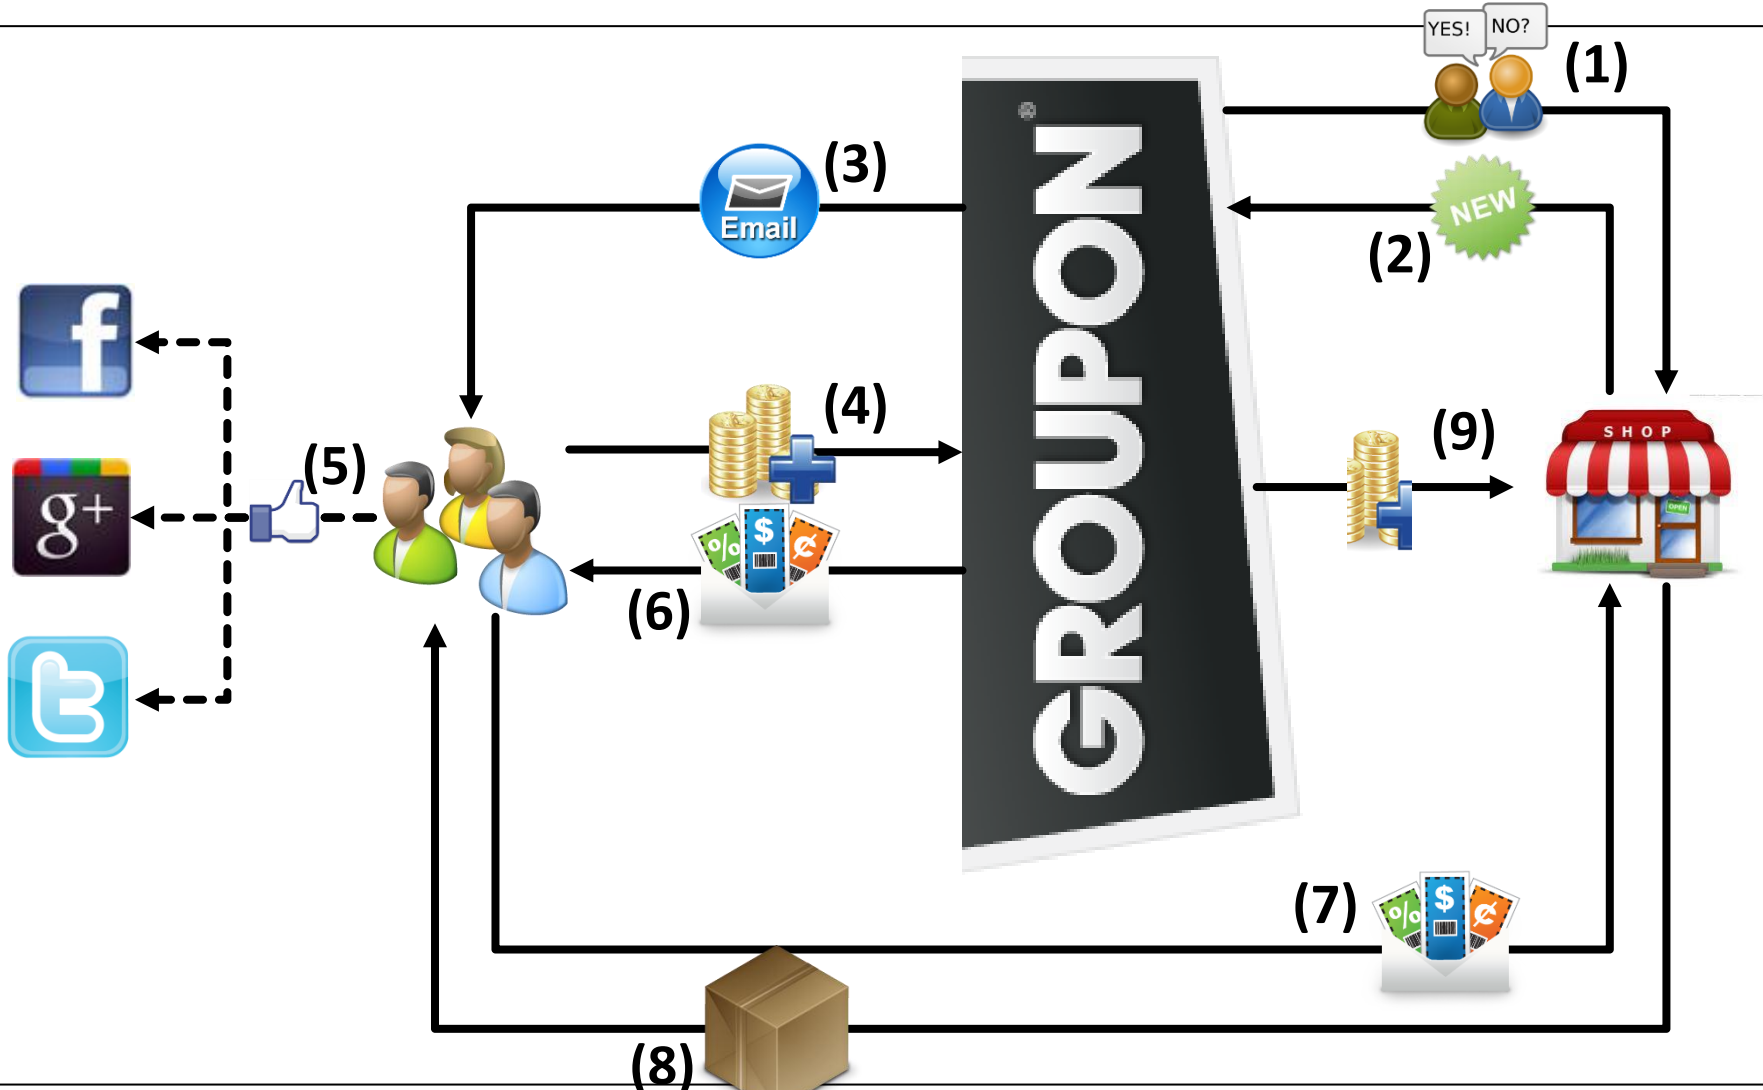 YES!
NO?
(1)
(3)
Email
NEW
(2)
f
(4)
(9)
SHOP
OPEN
(5)
g+
% $ ¢
(6)
t
GROUPON®
(7)
% $ ¢
(8)